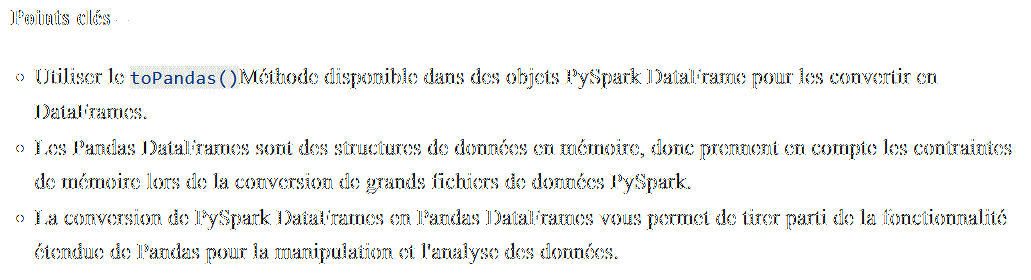 Points clés –
Utiliser le toPandas()Méthode disponible dans des objets PySpark DataFrame pour les convertir en
DataFrames.
Les Pandas DataFrames sont des structures de données en mémoire, donc prennent en compte les contraintes
de mémoire lors de la conversion de grands fichiers de données PySpark.
La conversion de PySpark DataFrames en Pandas DataFrames vous permet de tirer parti de la fonctionnalité
étendue de Pandas pour la manipulation et l'analyse des données.